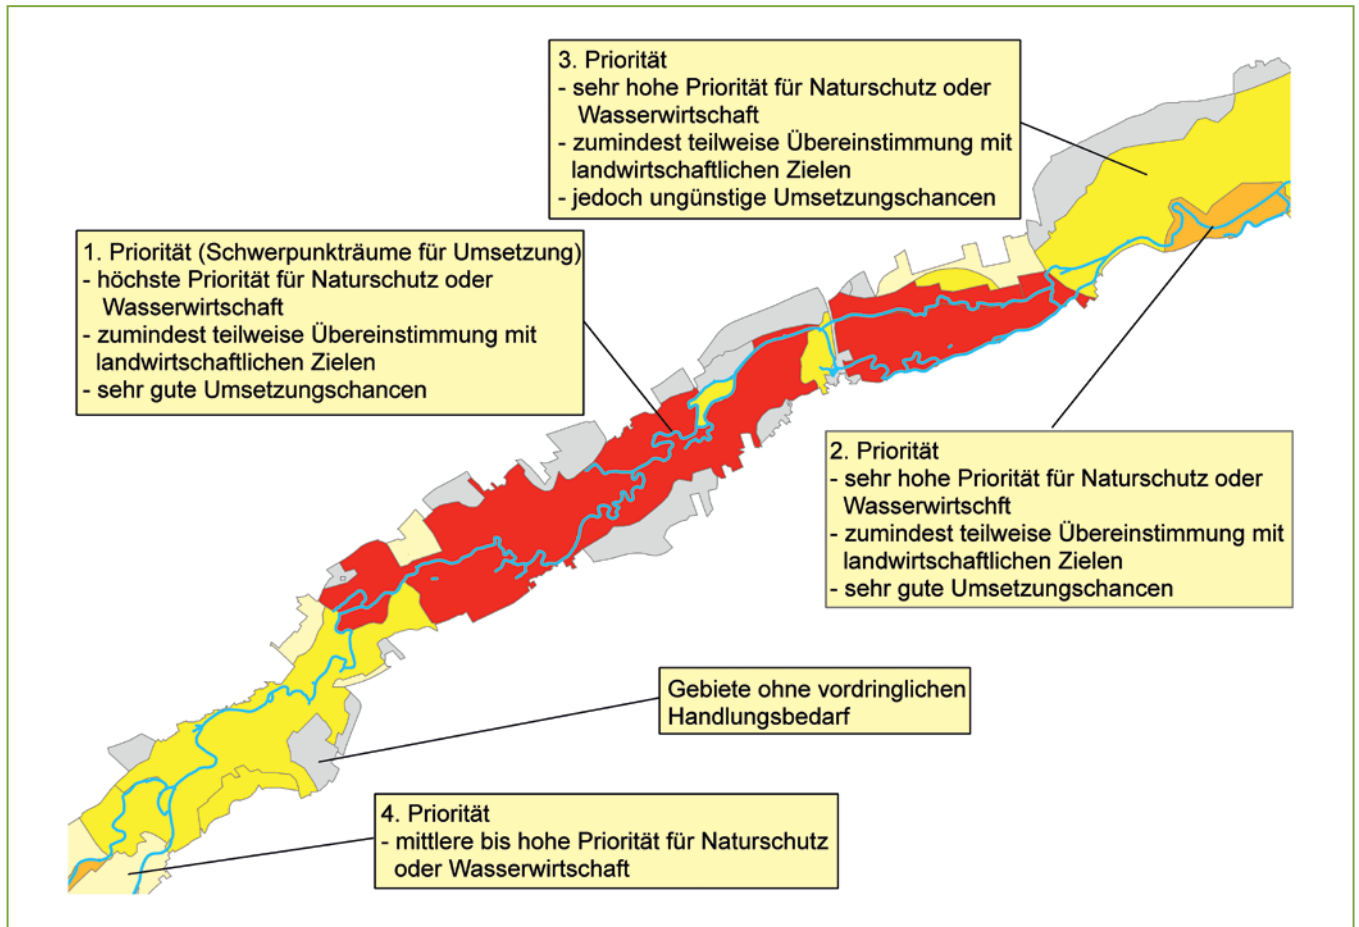 3. Priorität
- sehr hohe Priorität für Naturschutz oder
Wasserwirtschaft
- zumindest teilweise Übereinstimmung mit
landwirtschaftlichen Zielen
- jedoch ungünstige Umsetzungschancen
1. Priorität (Schwerpunkträume für Umsetzung)
- höchste Priorität für Naturschutz oder
Wasserwirtschaft
- zumindest teilweise Übereinstimmung mit
landwirtschaftlichen Zielen
- sehr gute Umsetzungschancen
2. Priorität
- sehr hohe Priorität für Naturschutz oder
Wasserwirtschft
- zumindest teilweise Übereinstimmung mit
landwirtschaftlichen Zielen
- sehr gute Umsetzungschancen
Gebiete ohne vordringlichen
Handlungsbedarf
4. Priorität
- mittlere bis hohe Priorität für Naturschutz
oder Wasserwirtschaft